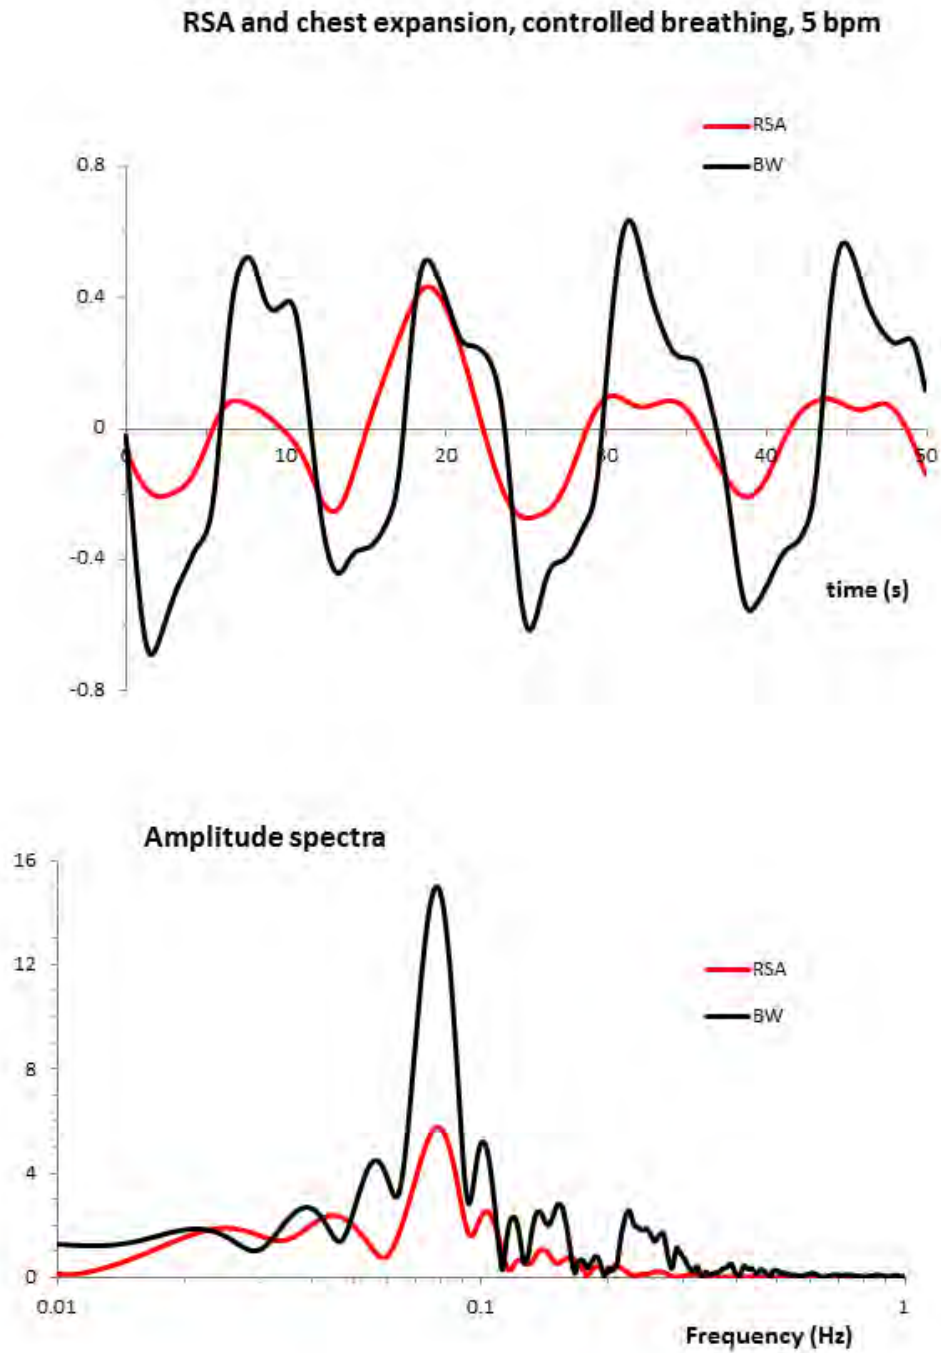 RSA and chest expansion, controlled breathing, 5 bpm
RSA
BW
0.8
0.4
0
0 10 20 30 40 50
-0.4
time (s)
-0.8
Amplitude spectra
16
12
RSA
BW
8
4
0
0.01 0.1 1
Frequency (Hz)